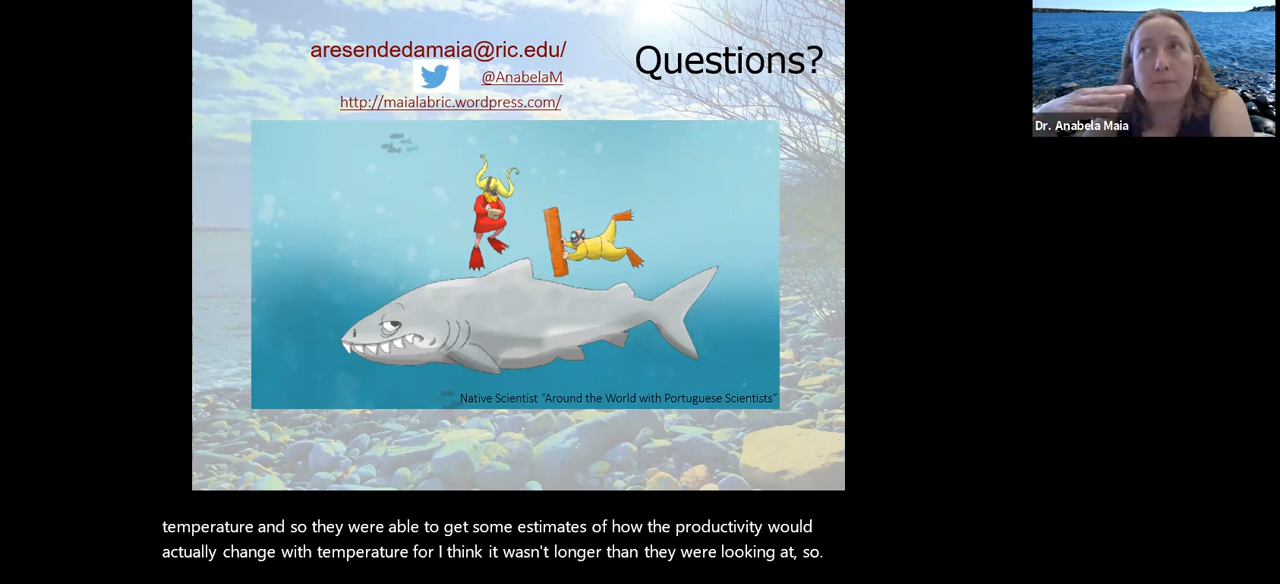 aresendedamaia@ric.edu/
Questions?
@AnabelaM
http://maialabric.wordpress.com/
Dr. Anabela Maia
Native Scientist “Around the World with Portuguese Scientists”
temperature and so they were able to get some estimates of how the productivity would
actually change with temperature for I think it wasn't longer than they were looking at, so.